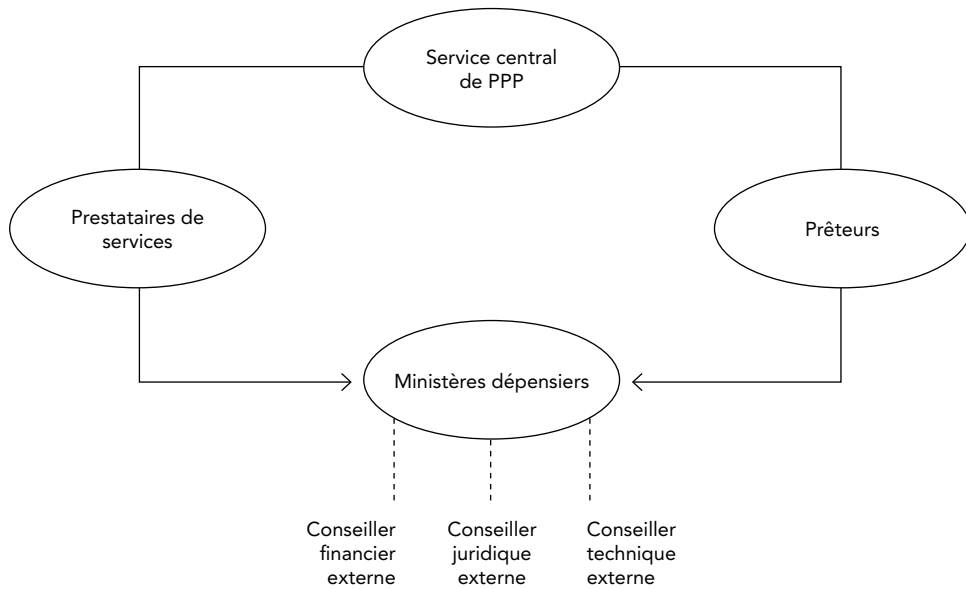 Service central
de PPP
Prestataires de
services
Prêteurs
Ministères dépensiers
Conseiller
financier
externe
Conseiller
juridique
externe
Conseiller
technique
externe